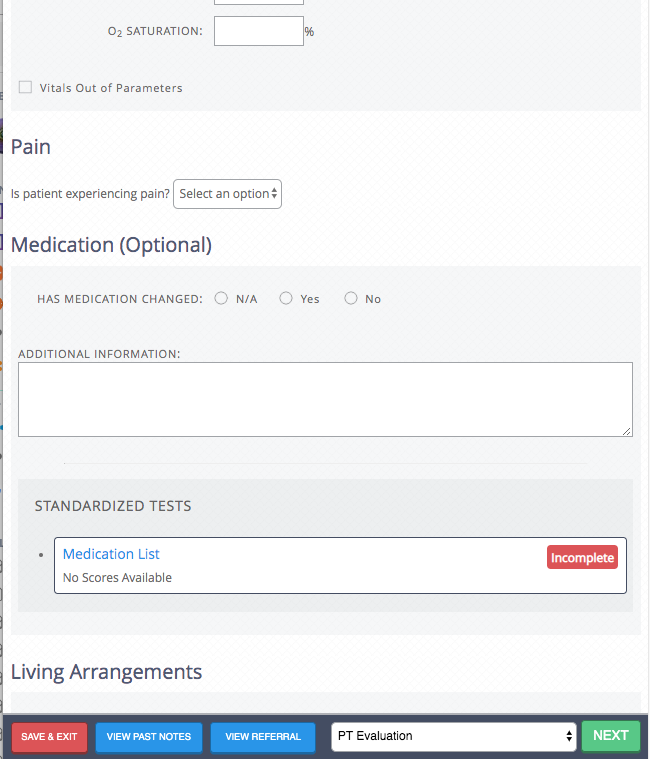 O₂ SATURATION: %
Vitals Out of Parameters
Pain
Is patient experiencing pain? Select an option
Medication (Optional)
HAS MEDICATION CHANGED: N/A Yes No
ADDITIONAL INFORMATION:
STANDARDIZED TESTS
Medication List Incomplete
No Scores Available
Living Arrangements
SAVE & EXIT VIEW PAST NOTES VIEW REFERRAL PT Evaluation NEXT